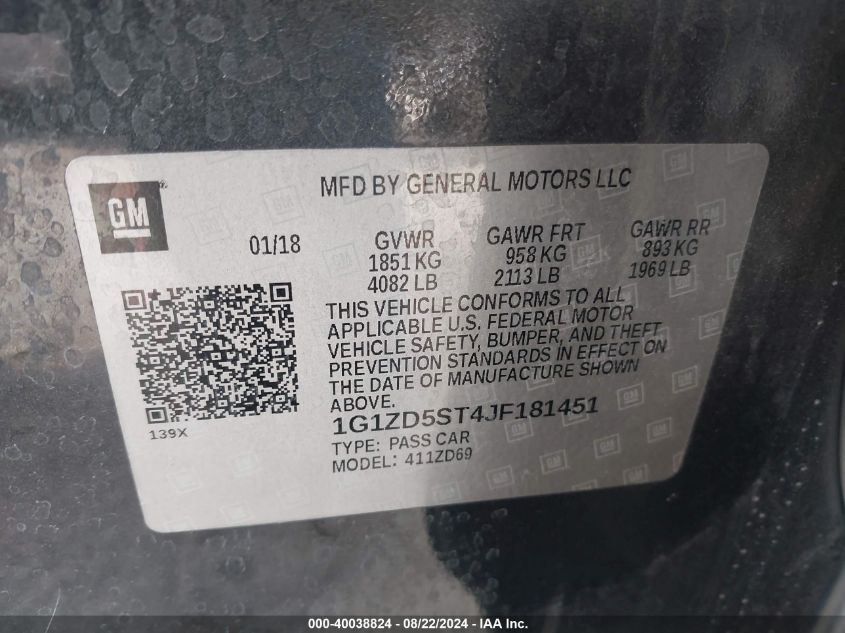 MFD BY GENERAL MOTORS LLC
GM
01/18
GVWR GAWR FRT GAWR RR
1851 KG 958 KG 893 KG
4082 LB 2113 LB 1969 LB
THIS VEHICLE CONFORMS TO ALL
APPLICABLE U.S. FEDERAL MOTOR
VEHICLE SAFETY, BUMPER, AND THEFT
PREVENTION STANDARDS IN EFFECT ON
THE DATE OF MANUFACTURE SHOWN
ABOVE.
139X
1G1ZD5ST4JF181451
TYPE: PASS CAR
MODEL: 411ZD69
000-40038824 - 08/22/2024 - IAA Inc.